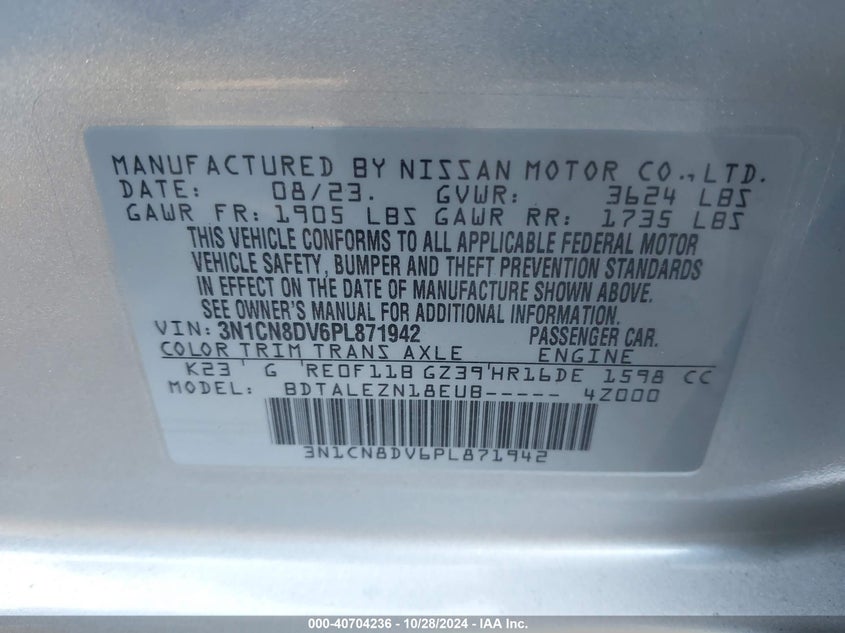 MANUFACTURED BY NISSAN MOTOR CO.,LTD.
DATE: 08/23. GVWR: 3624 LBS
GAWR FR: 1905 LBS GAWR RR: 1735 LBS
THIS VEHICLE CONFORMS TO ALL APPLICABLE FEDERAL MOTOR
VEHICLE SAFETY, BUMPER AND THEFT PREVENTION STANDARDS
IN EFFECT ON THE DATE OF MANUFACTURE SHOWN ABOVE.
SEE OWNER'S MANUAL FOR ADDITIONAL INFORMATION.
VIN: 3N1CN8DV6PL871942 PASSENGER CAR.
COLOR TRIM TRANS AXLE ENGINE
K23 G RE0F11B GZ39 HR16DE 1598 CC
MODEL: BDTALEZN18EUB----- 4Z000
3N1CN8DV6PL871942
000-40704236 - 10/28/2024 - IAA Inc.